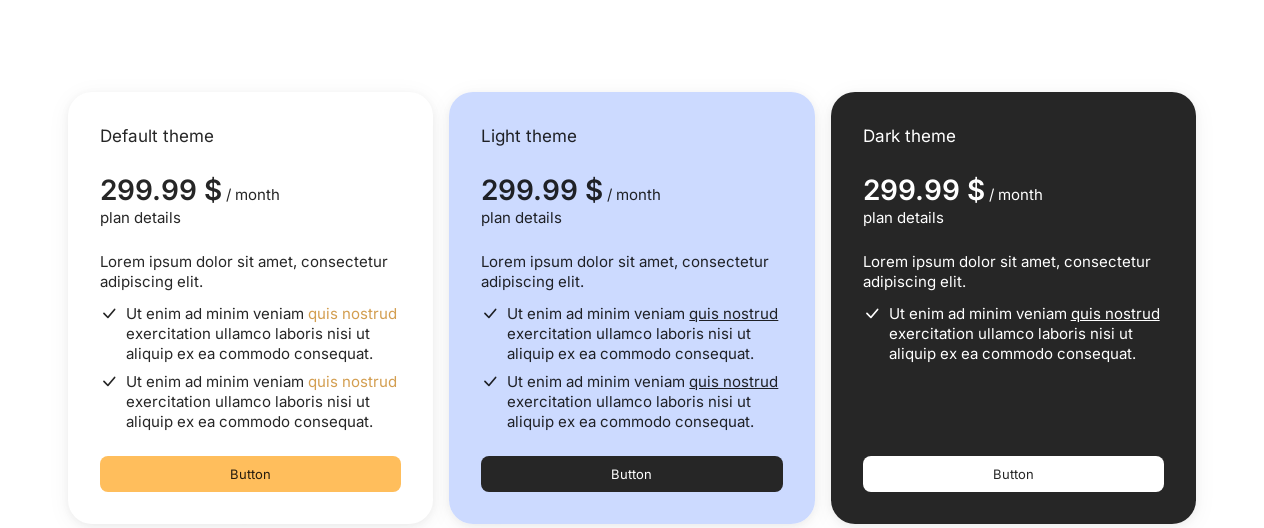 Default theme
299.99 $ / month
plan details
Lorem ipsum dolor sit amet, consectetur
adipiscing elit.
Ut enim ad minim veniam quis nostrud
exercitation ullamco laboris nisi ut
aliquip ex ea commodo consequat.
Ut enim ad minim veniam quis nostrud
exercitation ullamco laboris nisi ut
aliquip ex ea commodo consequat.
Button
Light theme
299.99 $ / month
plan details
Lorem ipsum dolor sit amet, consectetur
adipiscing elit.
Ut enim ad minim veniam quis nostrud
exercitation ullamco laboris nisi ut
aliquip ex ea commodo consequat.
Ut enim ad minim veniam quis nostrud
exercitation ullamco laboris nisi ut
aliquip ex ea commodo consequat.
Button
Dark theme
299.99 $ / month
plan details
Lorem ipsum dolor sit amet, consectetur
adipiscing elit.
Ut enim ad minim veniam quis nostrud
exercitation ullamco laboris nisi ut
aliquip ex ea commodo consequat.
Button